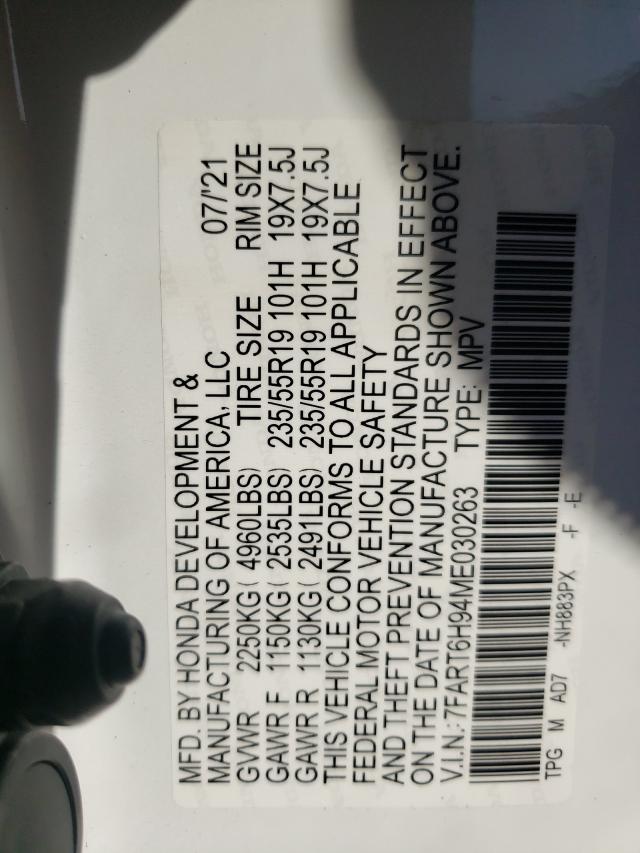 MFD. BY HONDA DEVELOPMENT &
MANUFACTURING OF AMERICA, LLC 07/'21
GVWR 2250KG( 4960LBS) TIRE SIZE RIM SIZE
GAWR F 1150KG( 2535LBS) 235/55R19 101H 19X7.5J
GAWR R 1130KG( 2491LBS) 235/55R19 101H 19X7.5J
THIS VEHICLE CONFORMS TO ALL APPLICABLE
FEDERAL MOTOR VEHICLE SAFETY
AND THEFT PREVENTION STANDARDS IN EFFECT
ON THE DATE OF MANUFACTURE SHOWN ABOVE.
V.I.N.:7FART6H94ME030263 TYPE: MPV
TPG M AD7 -NH883PX -F -E